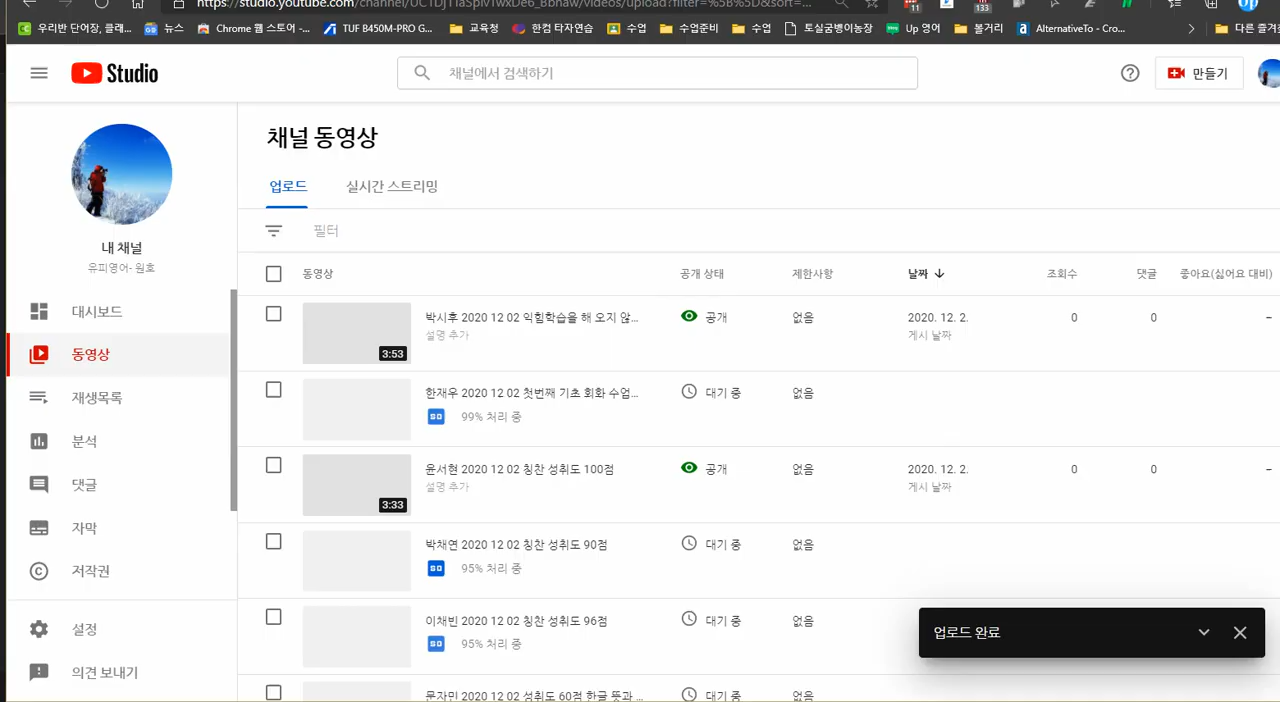 https://studio.youtube.com/channel/
11
133
우리반 단어장, 클래... 뉴스 Chrome 웹 스토어 -... TUF B450M-PRO G... 교육청 한컴 타자연습 수업 수업준비 수업 토실굼벵이농장 Up 영어 볼거리 AlternativeTo - Cro... 다른 즐겨
Studio
채널에서 검색하기
만들기
내 채널
유피영어- 원호
대시보드
동영상
재생목록
분석
댓글
자막
저작권
설정
의견 보내기
채널 동영상
업로드 실시간 스트리밍
필터
동영상 공개 상태 제한사항 날짜 조회수 댓글 좋아요(싫어요 대비)
박시후 2020 12 02 익힘학습을 해 오지 않... 공개 없음 2020. 12. 2. 0 0 –
설명 추가 게시 날짜
3:53
한재우 2020 12 02 첫번째 기초 회화 수업... 대기 중 없음
SD 99% 처리 중
윤서현 2020 12 02 칭찬 성취도 100점 공개 없음 2020. 12. 2. 0 0 –
설명 추가 게시 날짜
3:33
박채연 2020 12 02 칭찬 성취도 90점 대기 중 없음
SD 95% 처리 중
이채빈 2020 12 02 칭찬 성취도 96점 대기 중 없음
SD 95% 처리 중
문자민 2020 12 02 성취도 60점 한글 뜻과 ... 대기 중 없음
업로드 완료